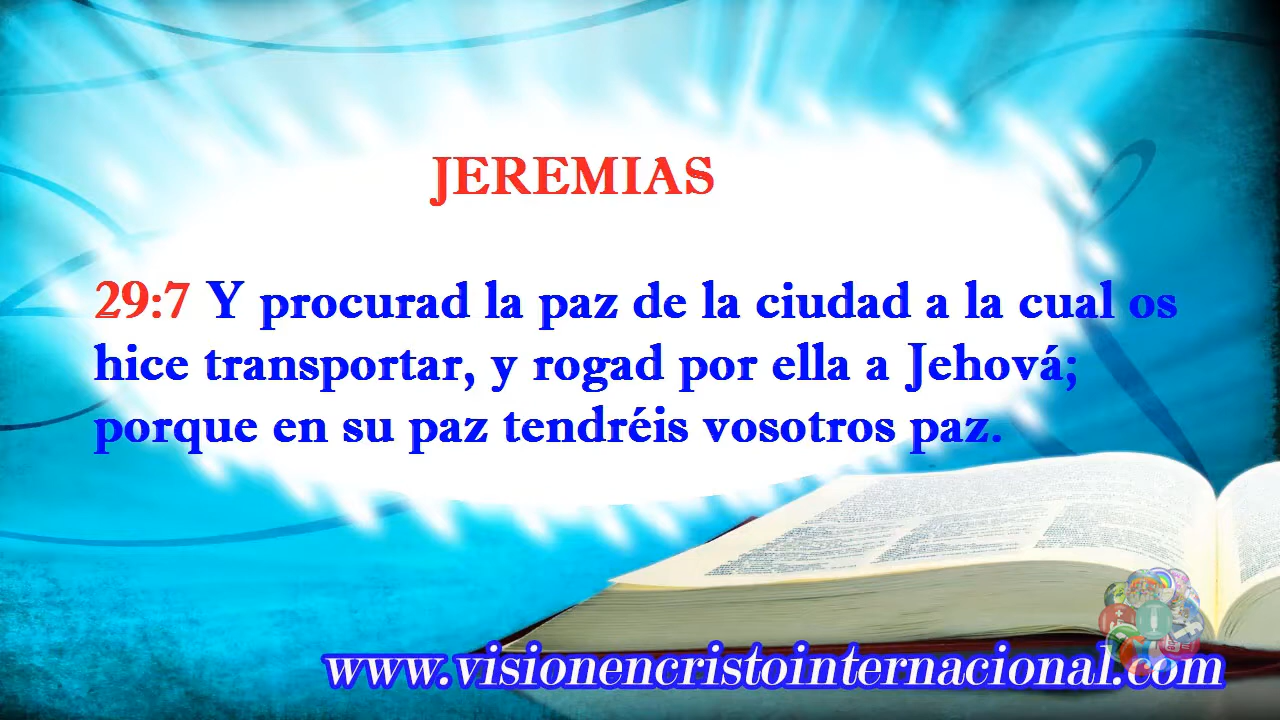 JEREMIAS
29:7 Y procurad la paz de la ciudad a la cual os
hice transportar, y rogad por ella a Jehová;
porque en su paz tendréis vosotros paz.
www.visionencristointernacional.com